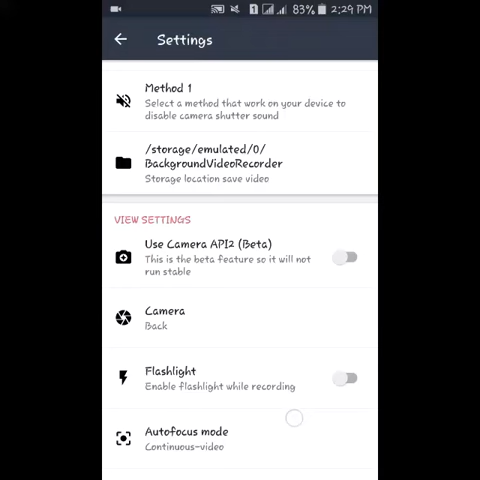 1 83% 2:29 PM
Settings
Method 1
Select a method that work on your device to
disable camera shutter sound
/storage/emulated/0/
BackgroundVideoRecorder
Storage location save video
VIEW SETTINGS
Use Camera API2 (Beta)
This is the beta feature so it will not
run stable
Camera
Back
Flashlight
Enable flashlight while recording
Autofocus mode
Continuous-video